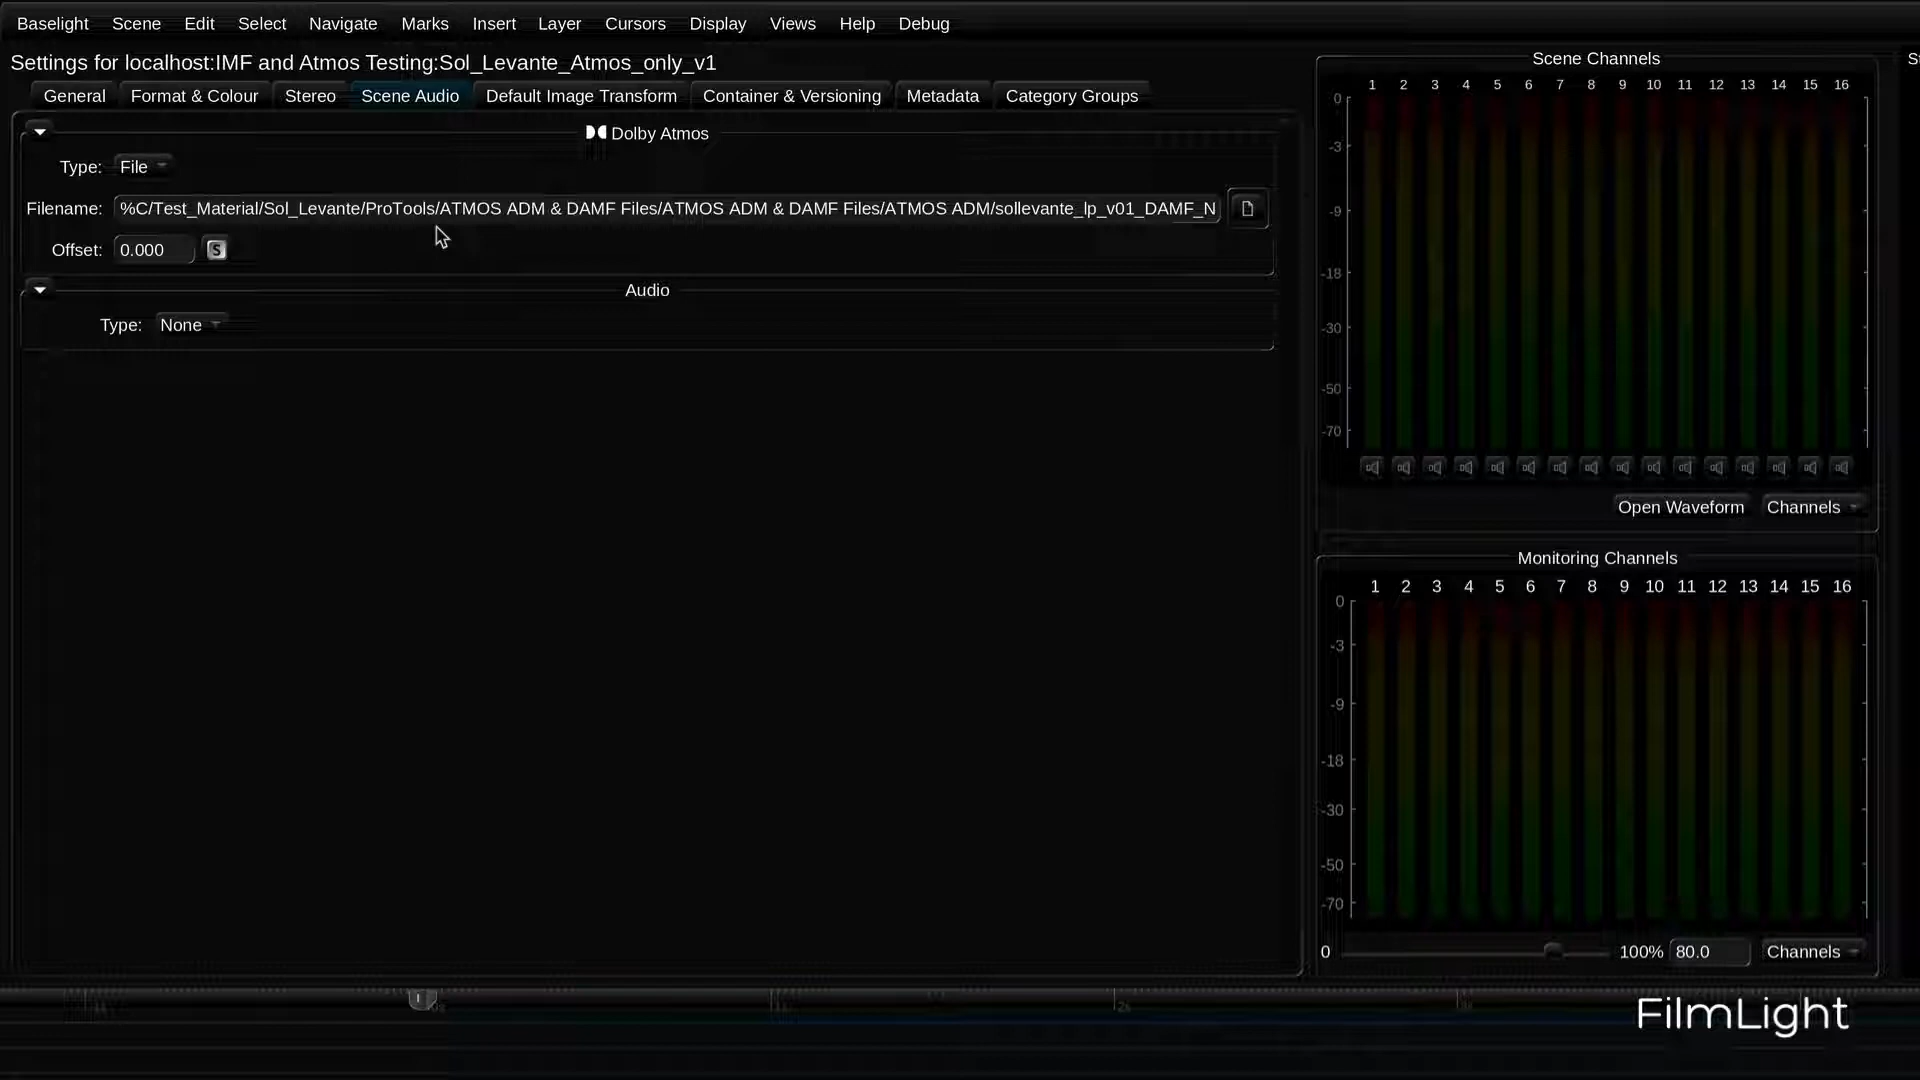 Baselight Scene Edit Select Navigate Marks Insert Layer Cursors Display Views Help Debug
Settings for localhost:IMF and Atmos Testing:Sol_Levante_Atmos_only_v1
General Format & Colour Stereo Scene Audio Default Image Transform Container & Versioning Metadata Category Groups
Dolby Atmos
Type: File
Filename: %C/Test_Material/Sol_Levante/ProTools/ATMOS ADM & DAMF Files/ATMOS ADM & DAMF Files/ATMOS ADM/sollevante_lp_v01_DAMF_N
Offset: 0.000 S
Audio
Type: None
Scene Channels
1 2 3 4 5 6 7 8 9 10 11 12 13 14 15 16
0
-3
-9
-18
-30
-50
-70
Open Waveform Channels
Monitoring Channels
1 2 3 4 5 6 7 8 9 10 11 12 13 14 15 16
0
-3
-9
-18
-30
-50
-70
0 100% 80.0 Channels
FilmLight